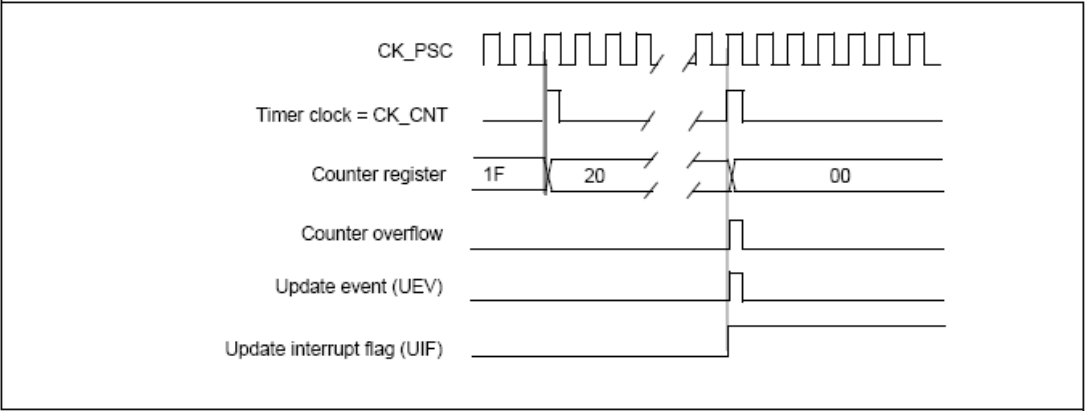 CK_PSC
Timer clock = CK_CNT
Counter register 1F 20 00
Counter overflow
Update event (UEV)
Update interrupt flag (UIF)